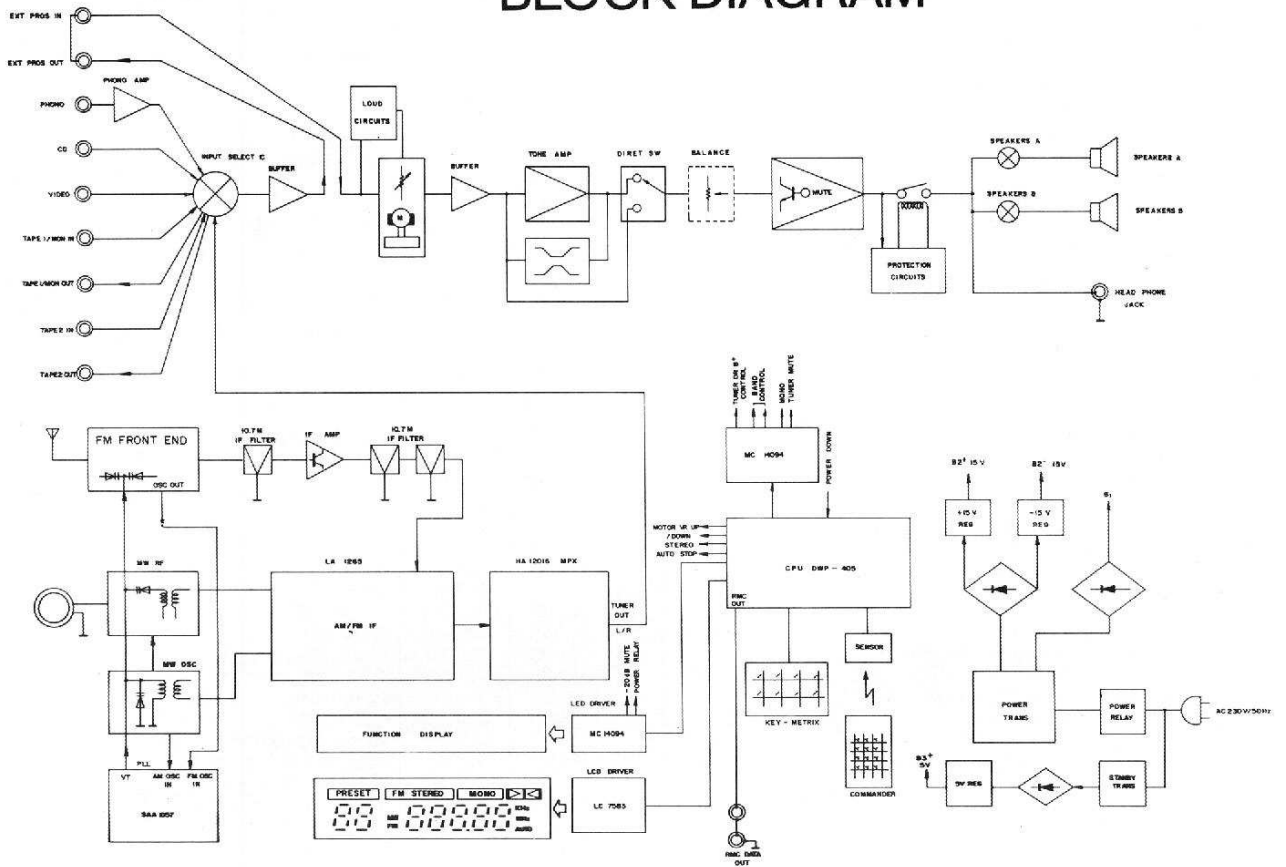 BLOCK DIAGRAM
EXT PROS IN
EXT PROS OUT
PHONO AMP
PHONO
CD
INPUT SELECT IC
VIDEO
TAPE 1/MON IN
TAPE1/MON OUT
TAPE 2 IN
TAPE2 OUT
BUFFER
LOUD
CIRCUITS
M
BUFFER
TONE AMP
DIRET SW
BALANCE
MUTE
PROTECTION
CIRCUITS
SPEAKERS A
SPEAKERS A
SPEAKERS B
SPEAKERS B
HEAD PHONE
JACK
FM FRONT END
OSC OUT
10.7M
IF FILTER
IF AMP
10.7M
IF FILTER
MW RF
MW OSC
LA 1265
AM/FM IF
HA 12016 MPX
TUNER
OUT
L/R
VT
PLL
AM OSC
IN
FM OSC
IN
SAA 1057
TUNER OR B+
CONTROL
BAND
CONTROL
MONO
TUNER MUTE
MC 14094
POWER DOWN
MOTOR VR UP
/DOWN
STEREO
AUTO STOP
CPU DWP-405
RMC
OUT
KEY-METRIX
SENSOR
COMMANDER
-20dB MUTE
POWER RELAY
LED DRIVER
MC 14094
FUNCTION DISPLAY
LCD DRIVER
LC 7583
PRESET
FM STEREO
MONO
MW
FM
KHz
MHz
AUTO
RMC DATA
OUT
B2+ 15V
B2- 15V
B1
+15V
REG
-15V
REG
POWER
TRANS
POWER
RELAY
AC 230V/50Hz
B3+
5V
5V REG
STANDBY
TRANS